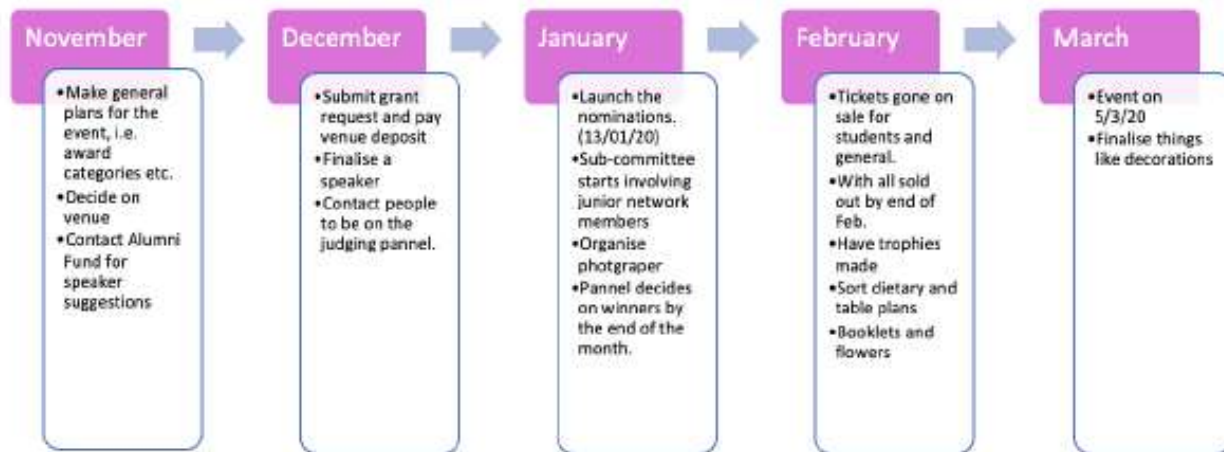 November
•Make general
plans for the
event, i.e.
award
categories etc.
•Decide on
venue
•Contact Alumni
Fund for
speaker
suggestions
December
•Submit grant
request and pay
venue deposit
•Finalise a
speaker
•Contact people
to be on the
judging pannel.
January
•Launch the
nominations.
(13/01/20)
•Sub-committee
starts involving
junior network
members
•Organise
photgraper
•Pannel decides
on winners by
the end of the
month.
February
•Tickets gone on
sale for
students and
general.
•With all sold
out by end of
Feb.
•Have trophies
made
•Sort dietary and
table plans
•Booklets and
flowers
March
•Event on
5/3/20
•Finalise things
like decorations